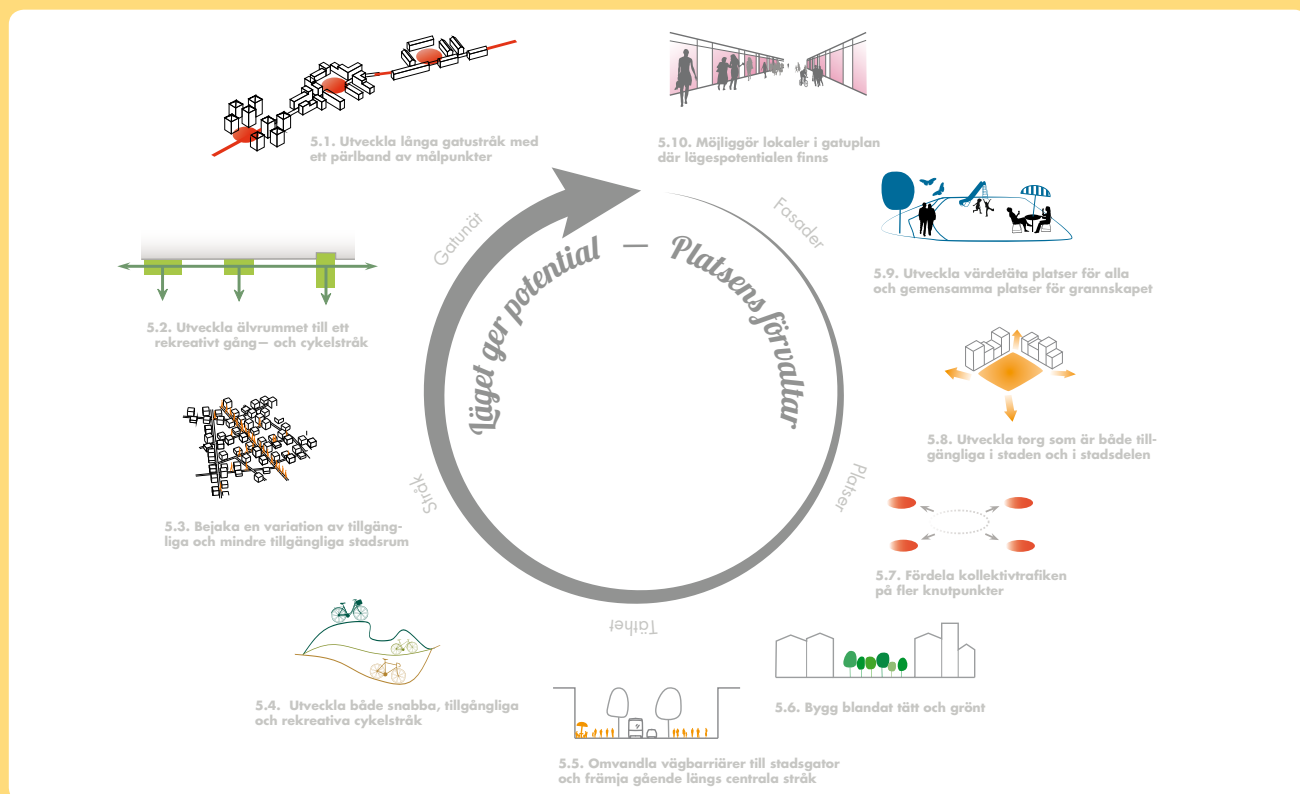 5.1. Utveckla långa gatustråk med
ett pärlband av målpunkter
5.10. Möjliggör lokaler i gatuplan
där lägespotentialen finns
Gatunät
Fasader
Läget ger potential — Platsens förvaltar
5.9. Utveckla värdetäta platser för alla
och gemensamma platser för grannskapet
5.2. Utveckla älvrummet till ett
rekreativt gång— och cykelstråk
5.8. Utveckla torg som är både till-
gängliga i staden och i stadsdelen
Stråk
Platser
5.3. Bejaka en variation av tillgäng-
liga och mindre tillgängliga stadsrum
5.7. Fördela kollektivtrafiken
på fler knutpunkter
Täthet
5.4. Utveckla både snabba, tillgångliga
och rekreativa cykelstråk
5.6. Bygg blandat tätt och grönt
5.5. Omvandla vägbarriärer till stadsgator
och främja gående längs centrala stråk